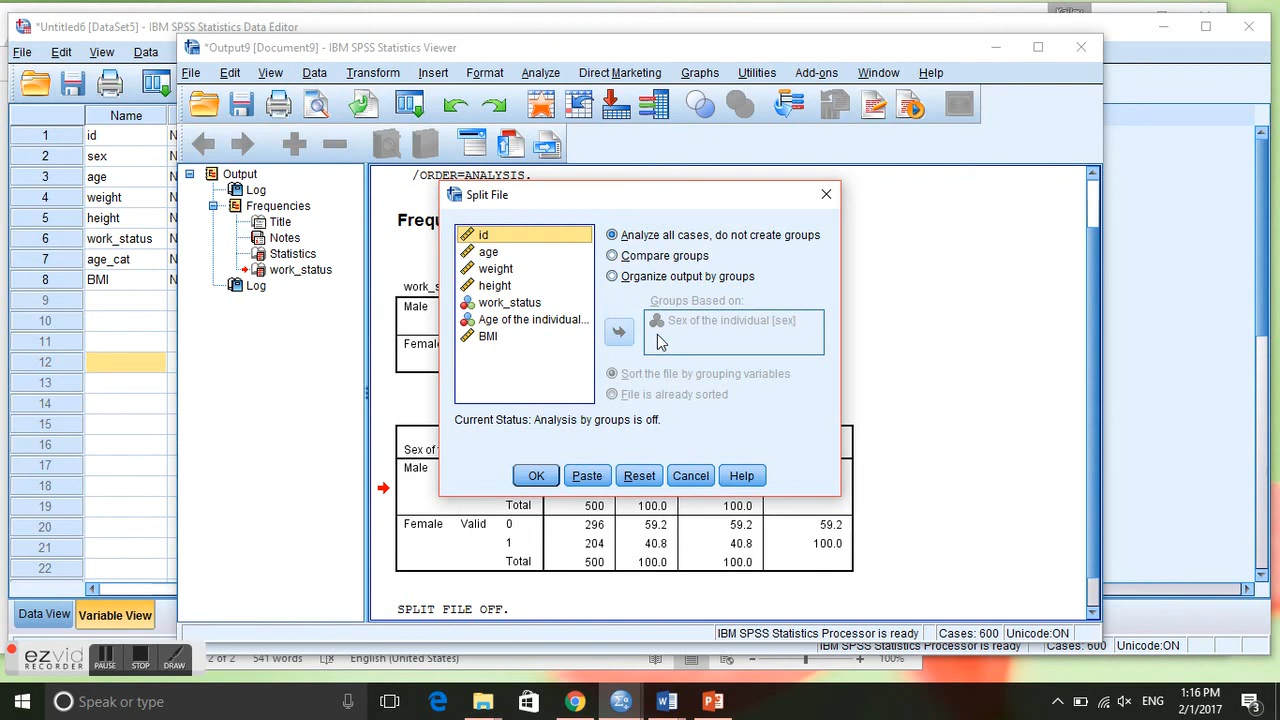 *Untitled6 [DataSet5] - IBM SPSS Statistics Data Editor
File Edit View Data
Name
1 id N
2 sex N
3 age N
4 weight N
5 height N
6 work_status N
7 age_cat N
8 BMI N
9
10
11
12
13
14
15
16
17
18
19
20
21
22
Data View Variable View
*Output9 [Document9] - IBM SPSS Statistics Viewer
File Edit View Data Transform Insert Format Analyze Direct Marketing Graphs Utilities Add-ons Window Help
Output
Log
Frequencies
Title
Notes
Statistics
work_status
Log
/ORDER=ANALYSIS.
Frequ
work_s
Male
Female
Sex of
Male
Total 500 100.0 100.0
Female Valid 0 296 59.2 59.2 59.2
1 204 40.8 40.8 100.0
Total 500 100.0 100.0
SPLIT FILE OFF.
Split File
id
age
weight
height
work_status
Age of the individual...
BMI
Analyze all cases, do not create groups
Compare groups
Organize output by groups
Groups Based on:
Sex of the individual [sex]
Sort the file by grouping variables
File is already sorted
Current Status: Analysis by groups is off.
OK Paste Reset Cancel Help
IBM SPSS Statistics Processor is ready Cases: 600 Unicode:ON
IBM SPSS Statistics Processor is ready Cases: 600 Unicode:ON
ezvid
RECORDER
PAUSE STOP DRAW
2 of 2 541 words English (United States) 100%
Speak or type
ENG
1:16 PM
2/1/2017
3